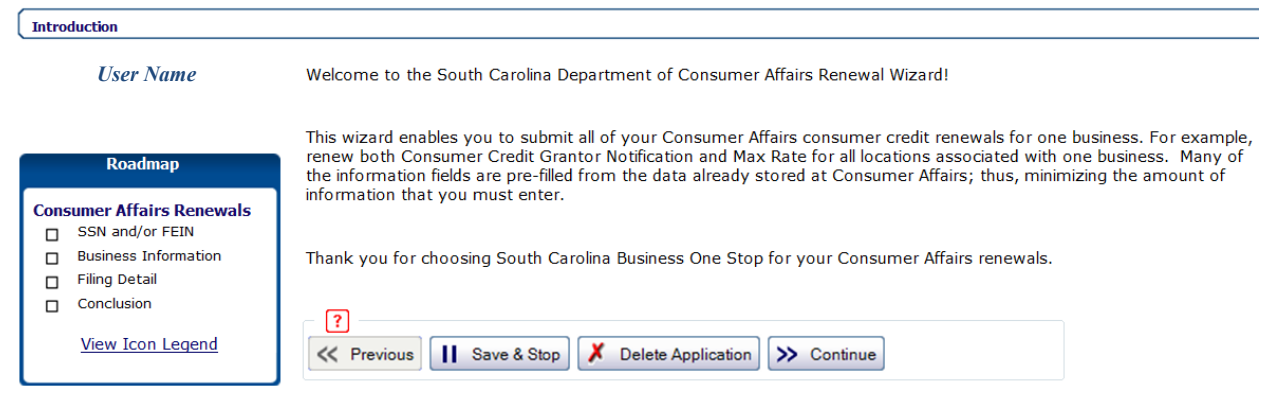 Introduction
User Name
Welcome to the South Carolina Department of Consumer Affairs Renewal Wizard!
This wizard enables you to submit all of your Consumer Affairs consumer credit renewals for one business. For example,
renew both Consumer Credit Grantor Notification and Max Rate for all locations associated with one business.  Many of
the information fields are pre-filled from the data already stored at Consumer Affairs; thus, minimizing the amount of
information that you must enter.
Thank you for choosing South Carolina Business One Stop for your Consumer Affairs renewals.
Roadmap
Consumer Affairs Renewals
SSN and/or FEIN
Business Information
Filing Detail
Conclusion
View Icon Legend
?
<< Previous Save & Stop Delete Application >> Continue